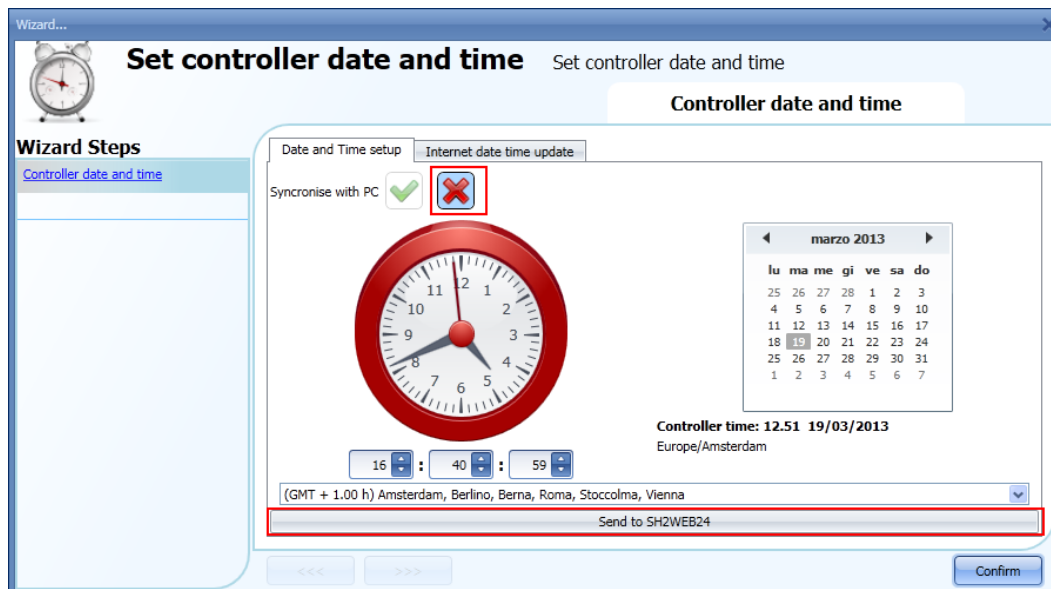 Wizard...
Set controller date and time Set controller date and time
Controller date and time
Wizard Steps
Controller date and time
Date and Time setup Internet date time update
Syncronise with PC
12
1
2
3
4
5
6
7
8
9
10
11
marzo 2013
lu ma me gi ve sa do
25 26 27 28 1 2 3
4 5 6 7 8 9 10
11 12 13 14 15 16 17
18 19 20 21 22 23 24
25 26 27 28 29 30 31
1 2 3 4 5 6 7
Controller time: 12.51 19/03/2013
Europe/Amsterdam
16 : 40 : 59
(GMT + 1.00 h) Amsterdam, Berlino, Berna, Roma, Stoccolma, Vienna
Send to SH2WEB24
<<< >>> Confirm